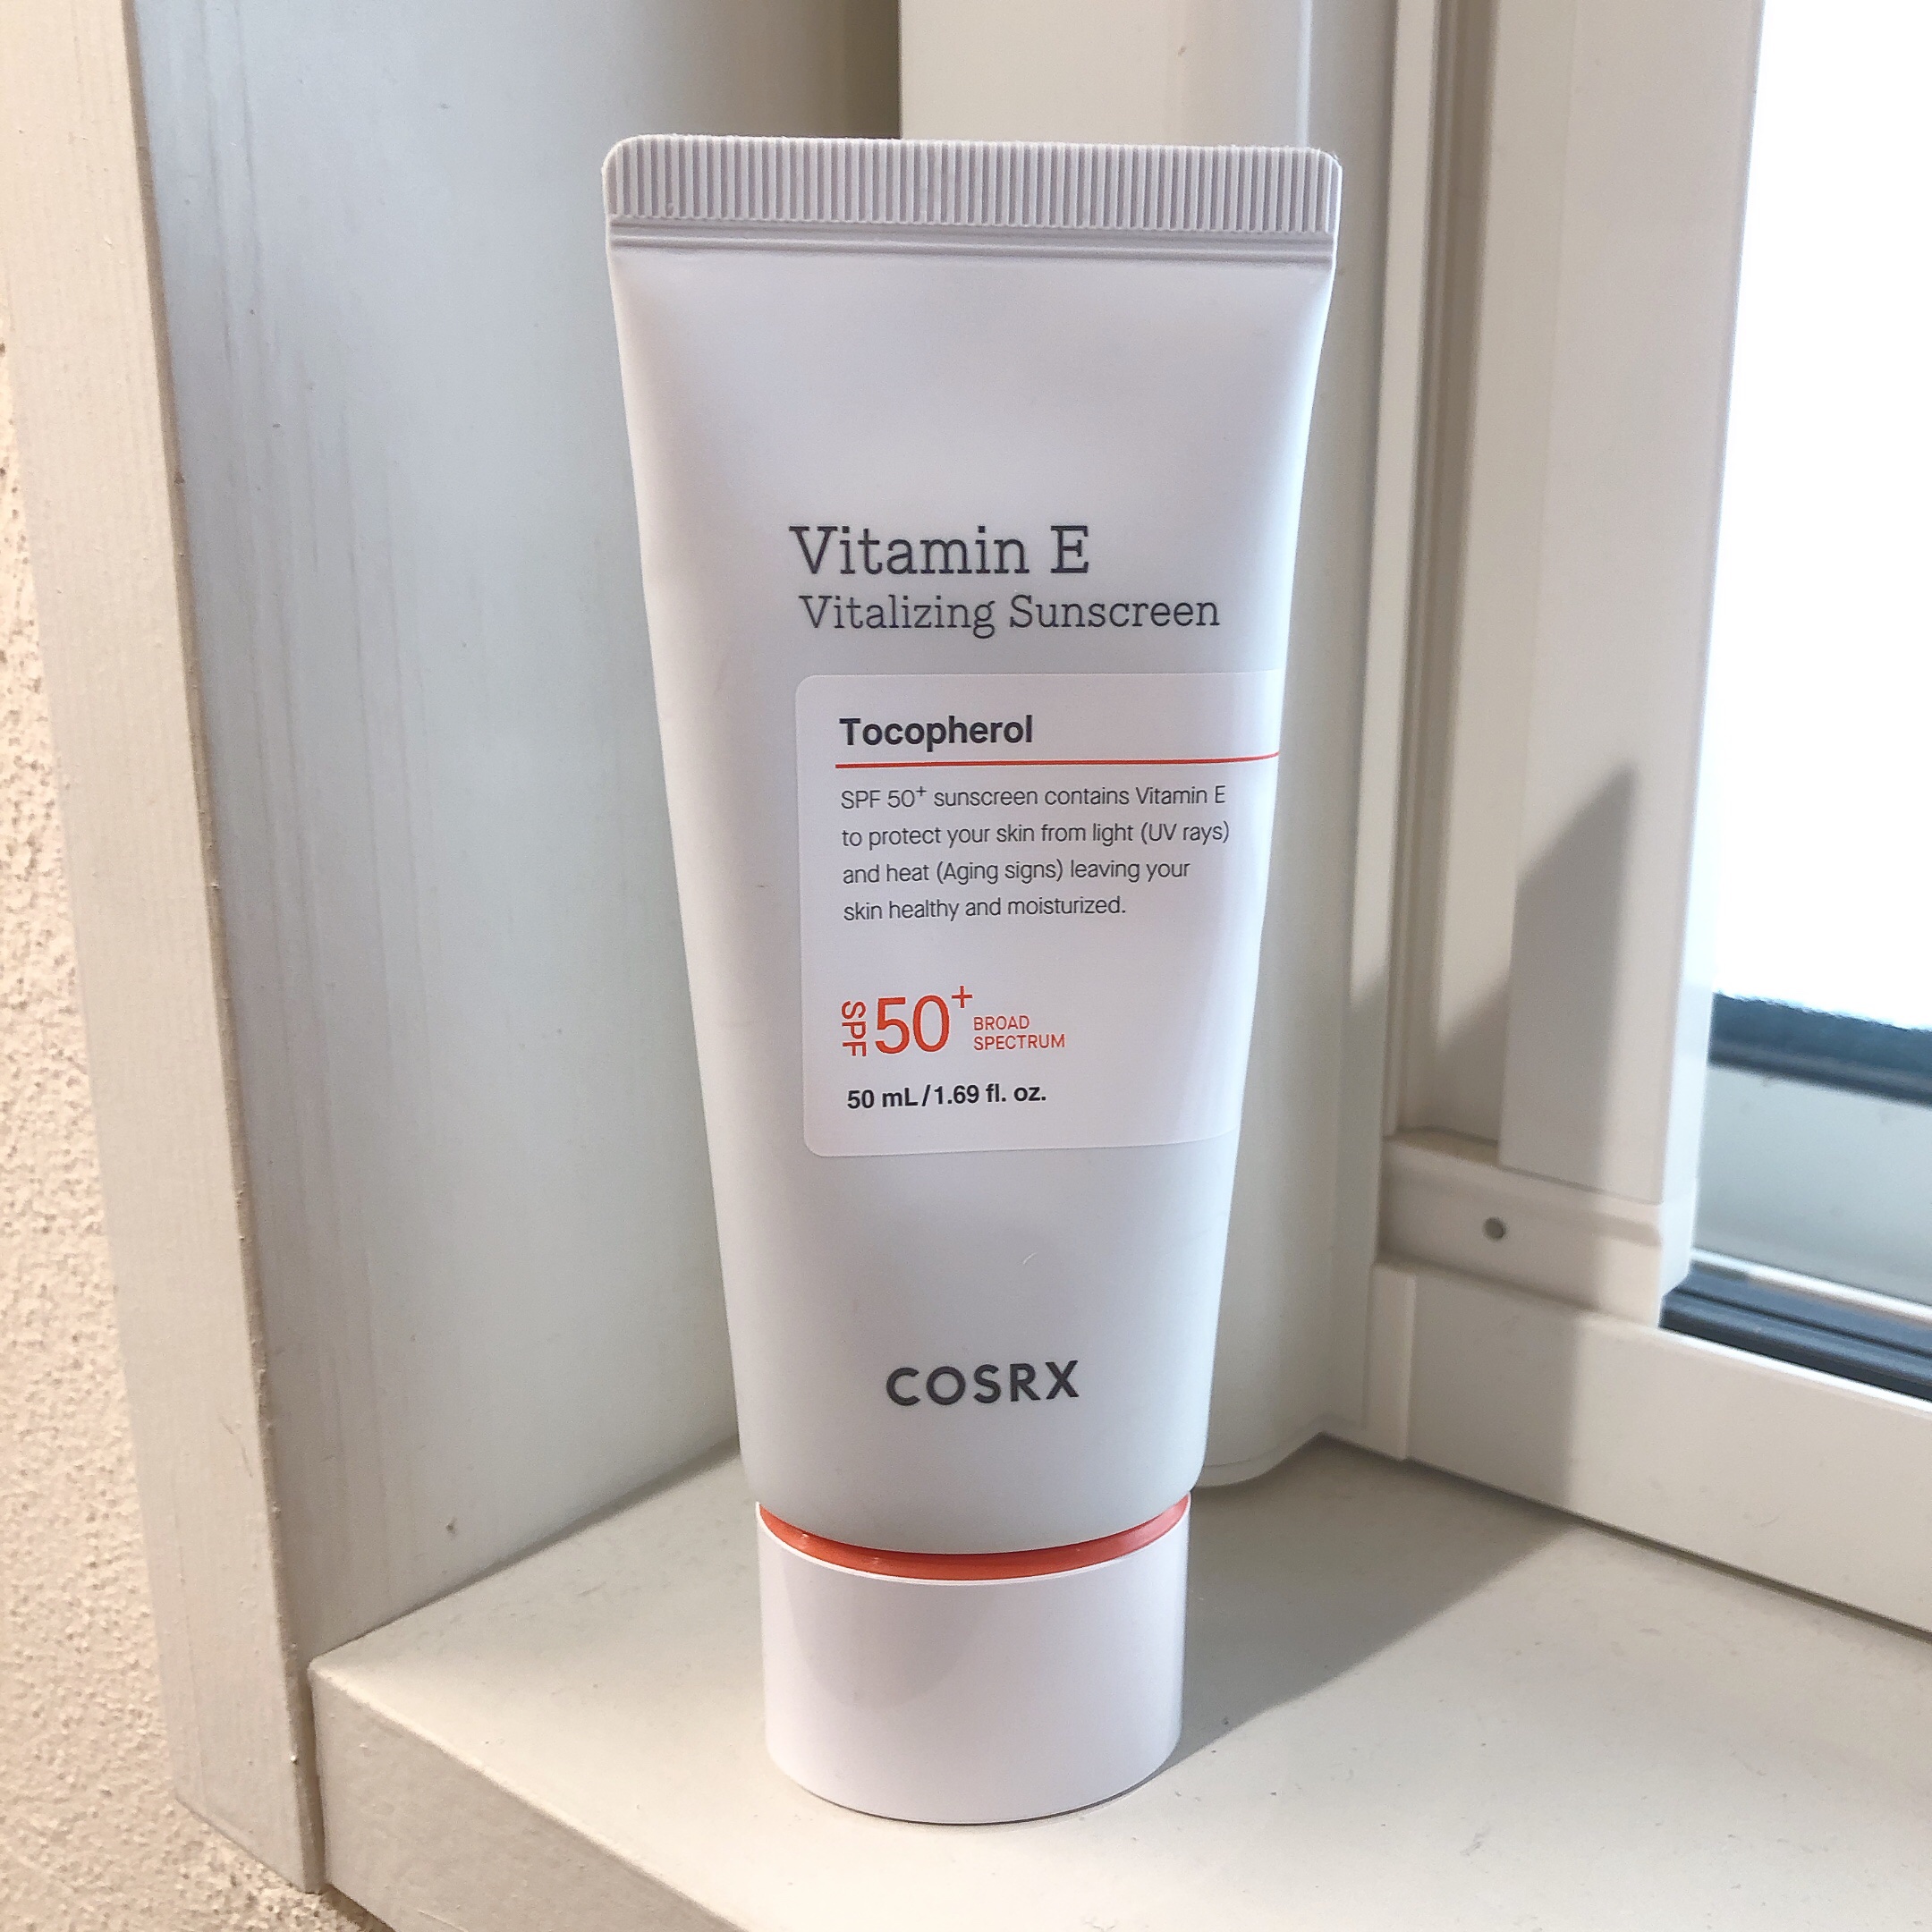 Vitamin E
Vitalizing Sunscreen
Tocopherol
SPF 50+ sunscreen contains Vitamin E
to protect your skin from light (UV rays)
and heat (Aging signs) leaving your
skin healthy and moisturized.
SPF 50+ BROAD
SPECTRUM
50 mL/1.69 fl. oz.
COSRX